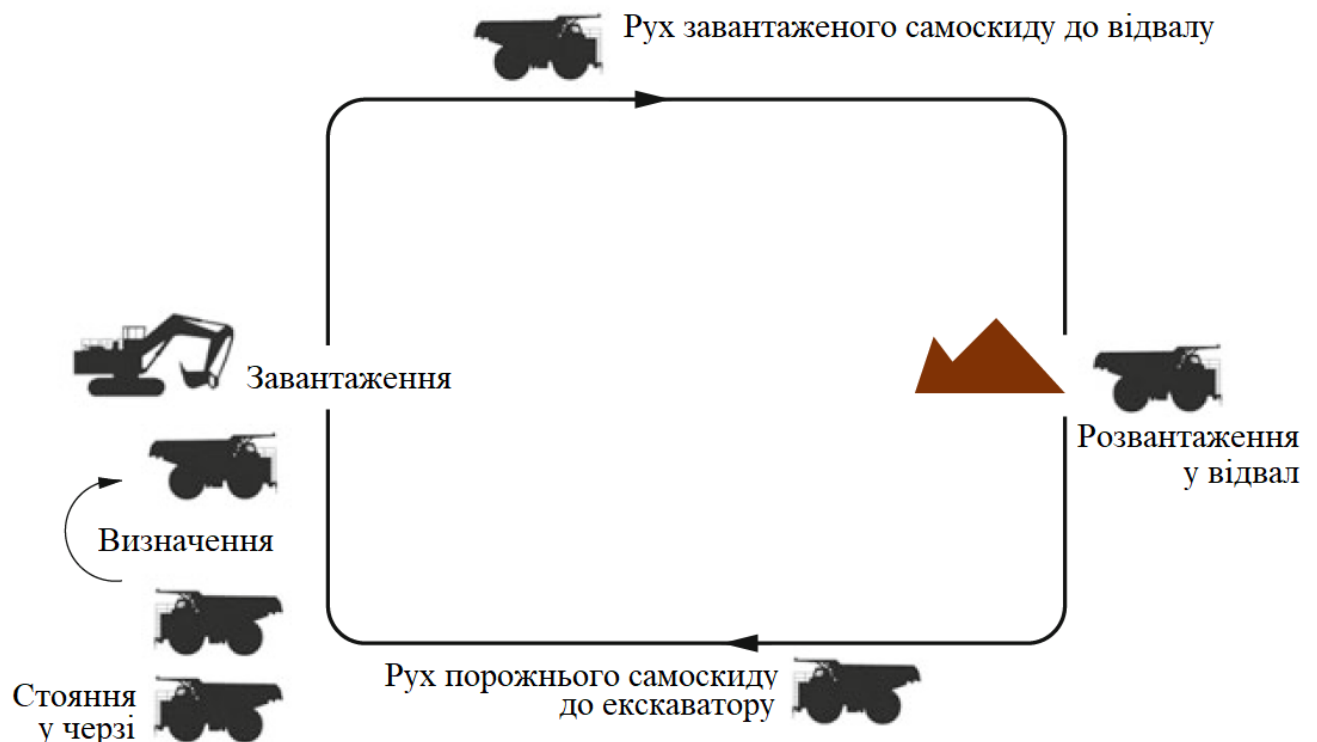 Рух завантаженого самоскиду до відвалу
Завантаження
Розвантаження
у відвал
Визначення
Рух порожнього самоскиду
до екскаватору
Стояння
у черзі